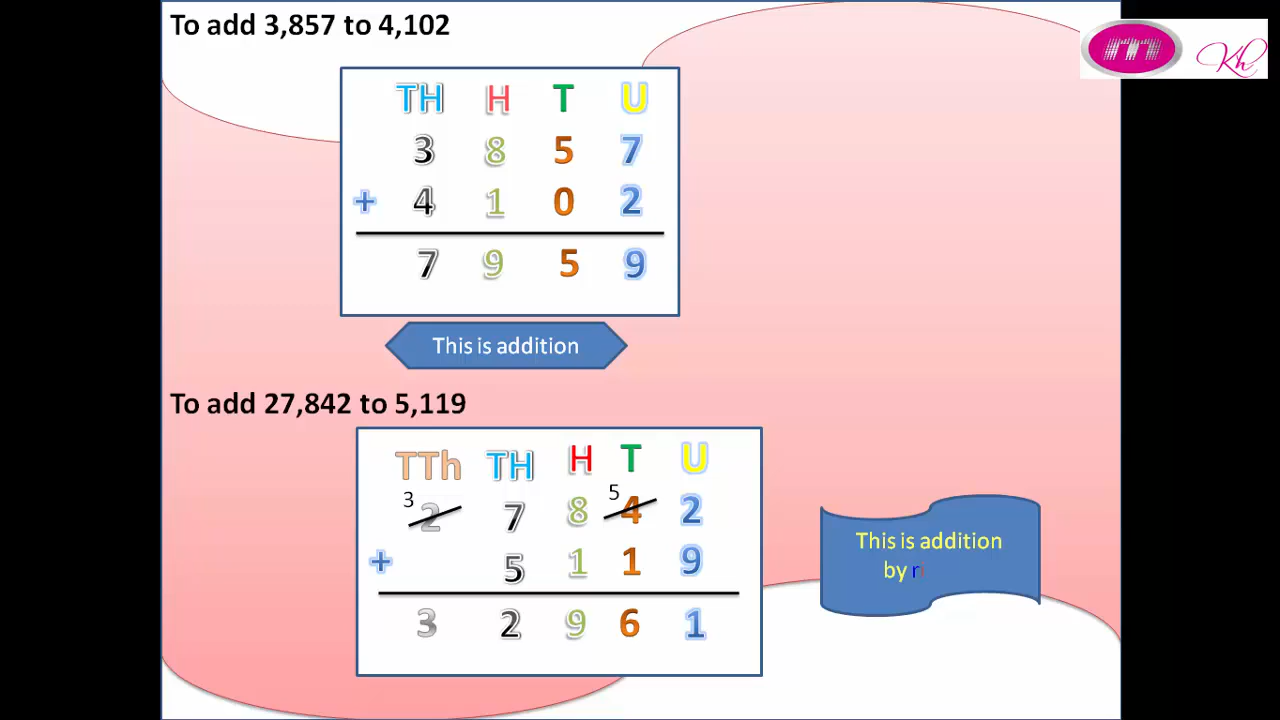 To add 3,857 to 4,102
m Kh
TH H T U
3 8 5 7
+ 4 1 0 2
7 9 5 9
This is addition
To add 27,842 to 5,119
TTh TH H T U
3 5
2 7 8 4 2
+ 5 1 1 9
3 2 9 6 1
This is addition
by r